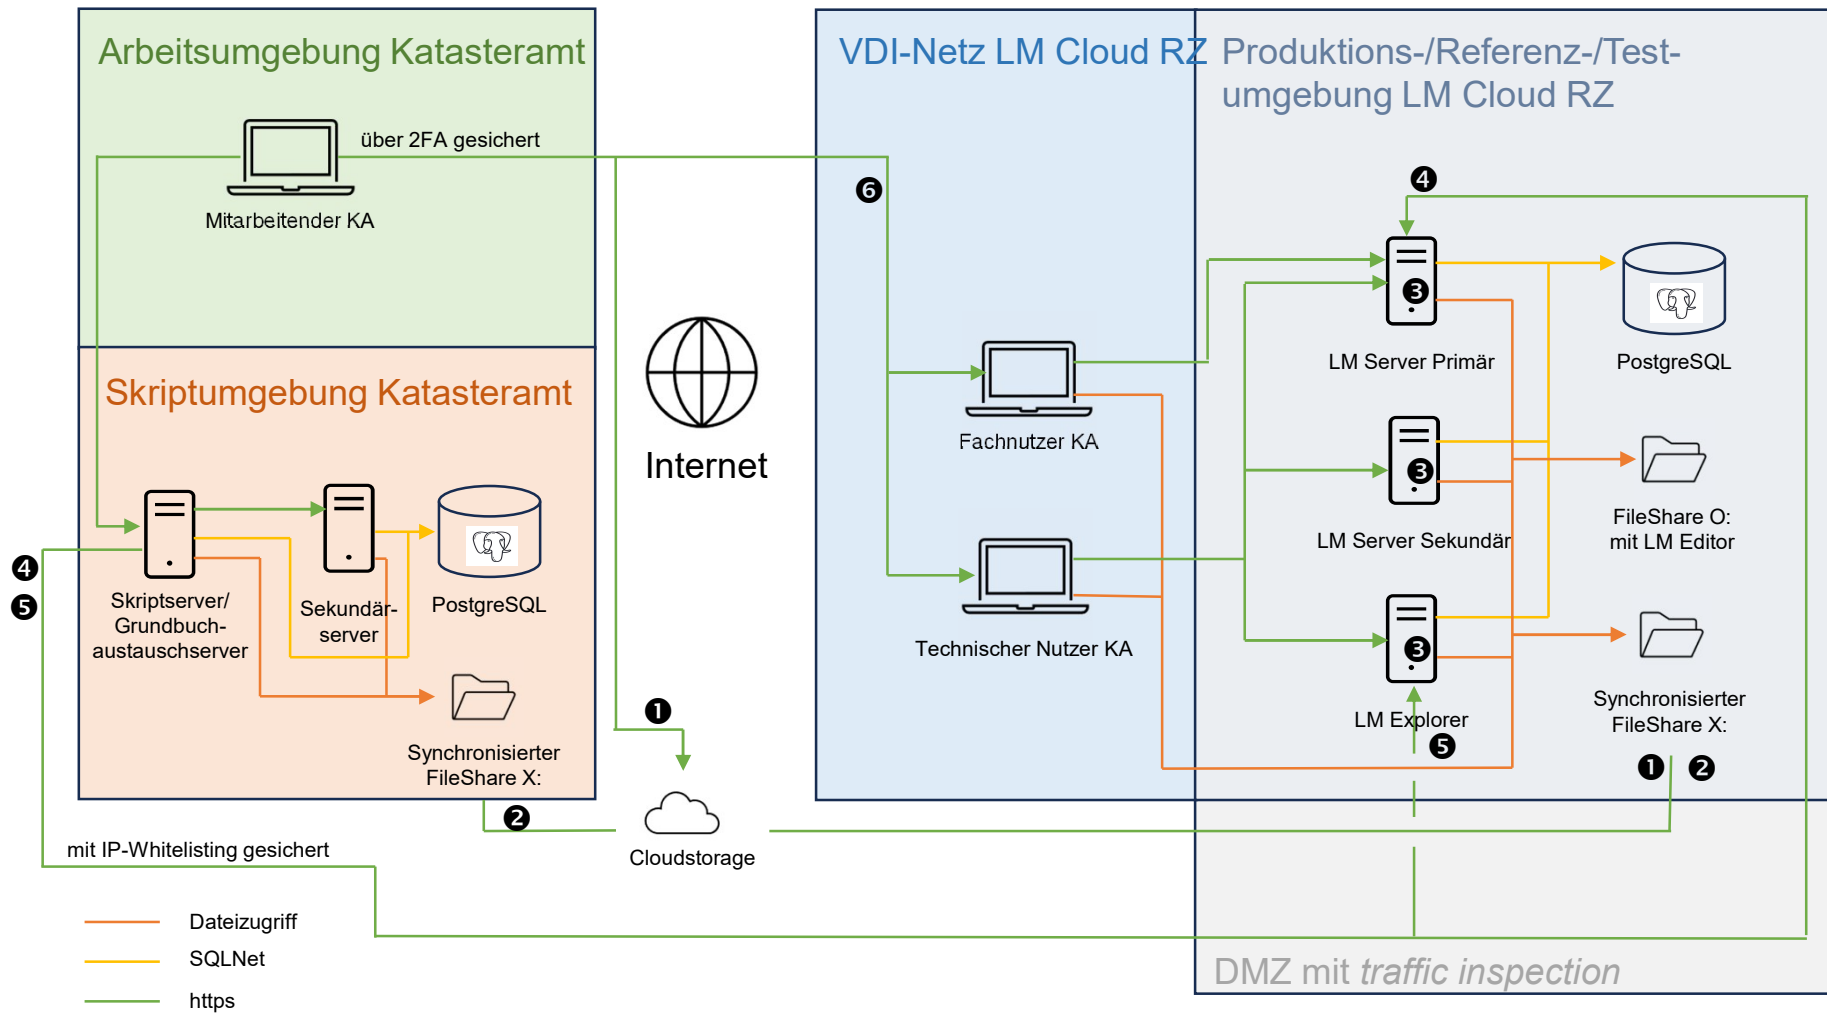 Arbeitsumgebung Katasteramt
VDI-Netz LM Cloud RZ
Produktions-/Referenz-/Test-
umgebung LM Cloud RZ
über 2FA gesichert
Mitarbeitender KA
❻
❹
❸
LM Server Primär
PostgreSQL
Skriptumgebung Katasteramt
Internet
Fachnutzer KA
❸
LM Server Sekundär
FileShare O:
mit LM Editor
❹
❺
Skriptserver/
Grundbuch-
austauschserver
Sekundär-
server
PostgreSQL
Technischer Nutzer KA
❸
LM Explorer
❺
Synchronisierter
FileShare X:
❶ ❷
Synchronisierter
FileShare X:
❶
❷
Cloudstorage
mit IP-Whitelisting gesichert
Dateizugriff
SQLNet
https
DMZ mit traffic inspection